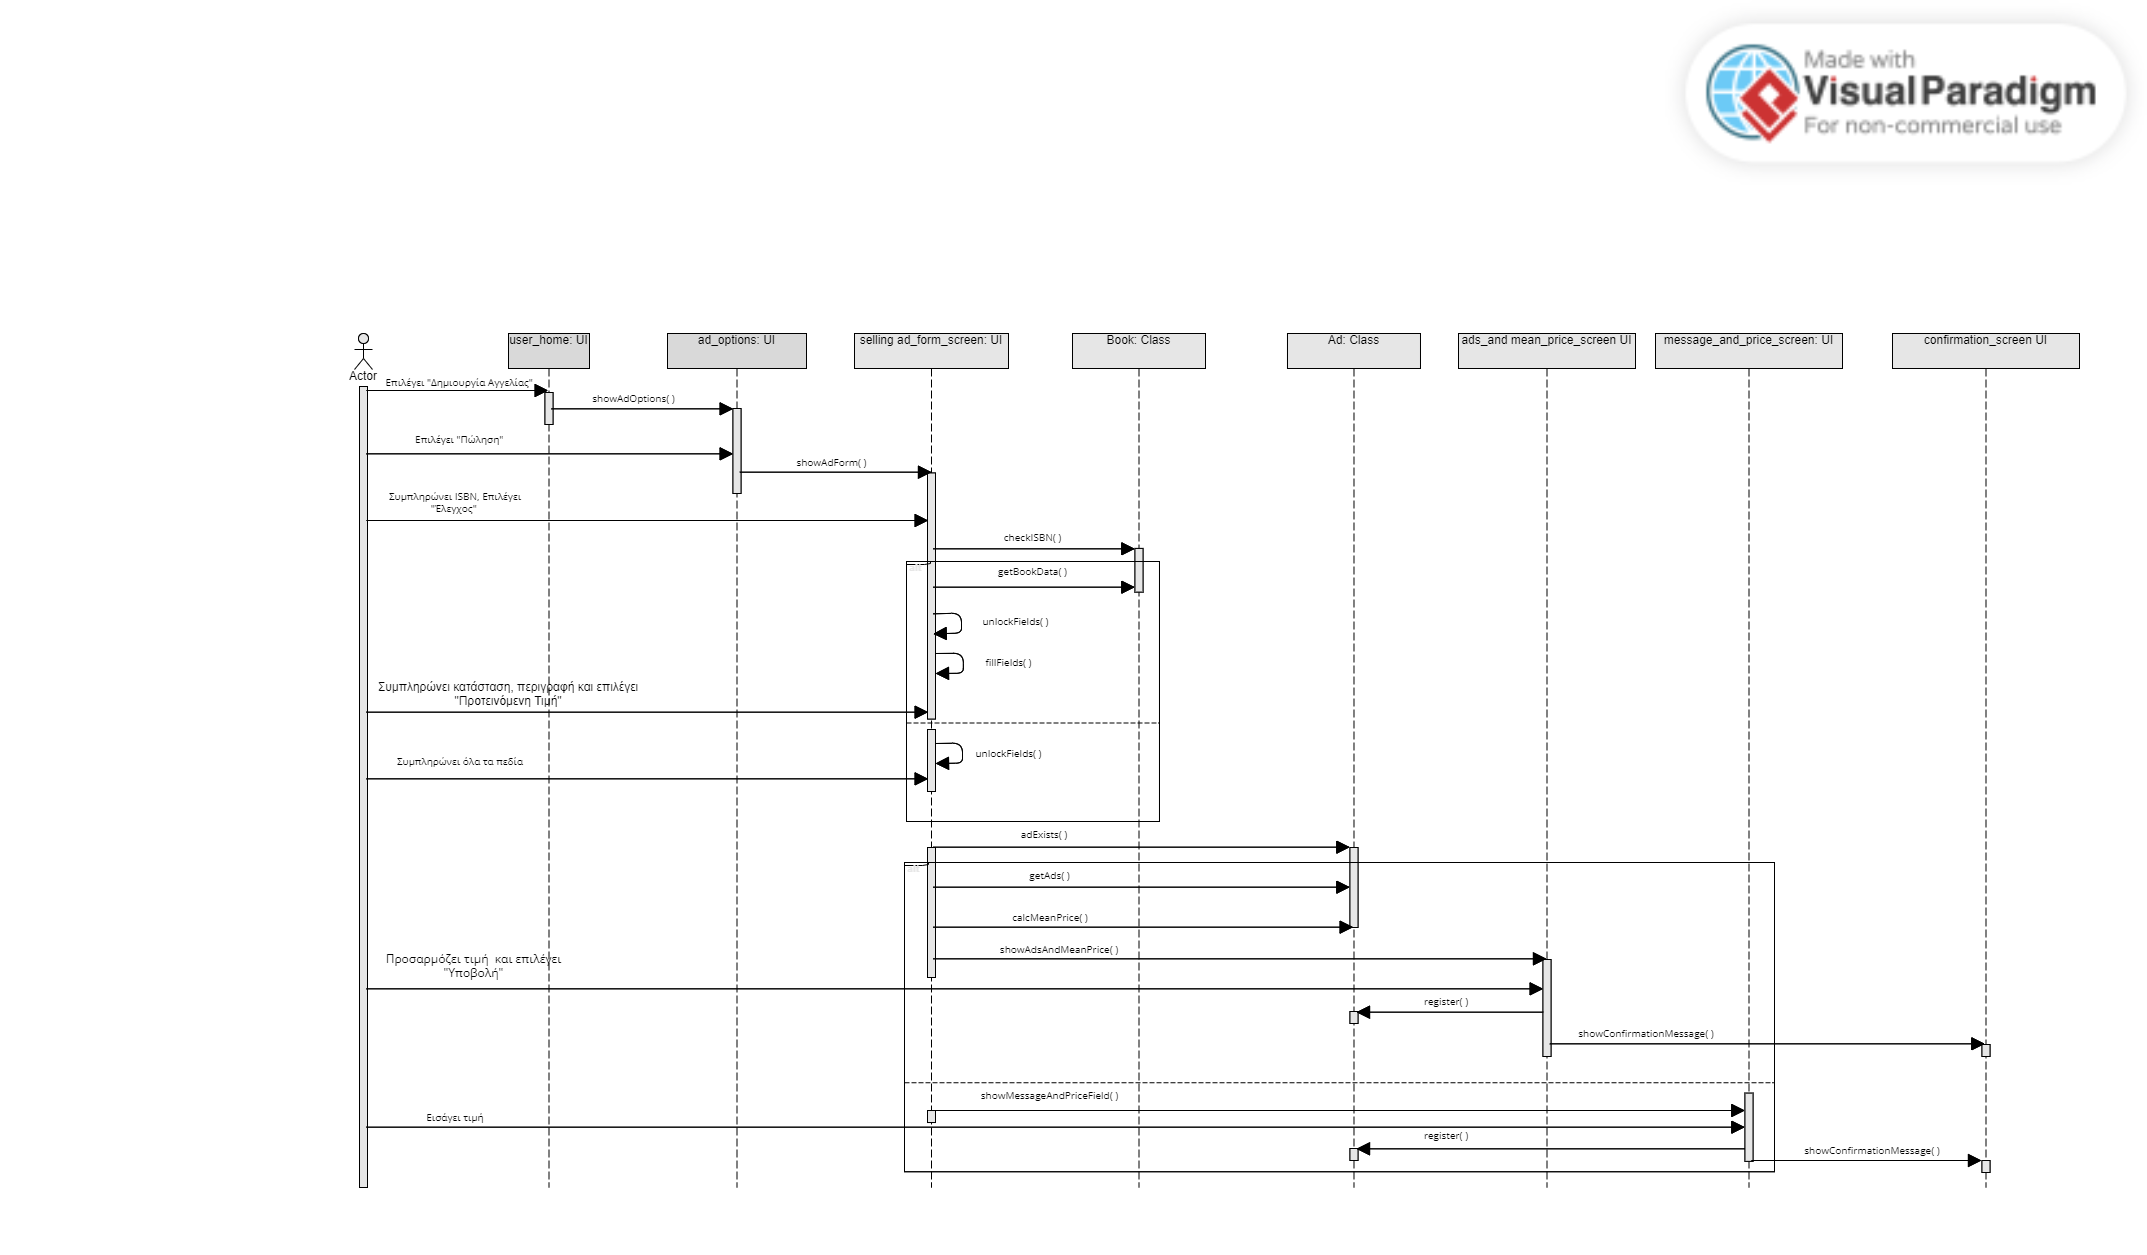 Made with
Visual Paradigm
For non-commercial use
Actor
user_home: UI
ad_options: UI
selling ad_form_screen: UI
Book: Class
Ad: Class
ads_and mean_price_screen UI
message_and_price_screen: UI
confirmation_screen UI
Επιλέγει "Δημιουργία Αγγελίας"
showAdOptions( )
Επιλέγει "Πώληση"
showAdForm( )
Συμπληρώνει ISBN, Επιλέγει
"Έλεγχος"
checkISBN( )
alt
getBookData( )
unlockFields( )
fillFields( )
Συμπληρώνει κατάσταση, περιγραφή και επιλέγει
"Προτεινόμενη Τιμή"
unlockFields( )
Συμπληρώνει όλα τα πεδία
adExists( )
alt
getAds( )
calcMeanPrice( )
showAdsAndMeanPrice( )
Προσαρμόζει τιμή  και επιλέγει
"Υποβολή"
register( )
showConfirmationMessage( )
showMessageAndPriceField( )
Εισάγει τιμή
register( )
showConfirmationMessage( )